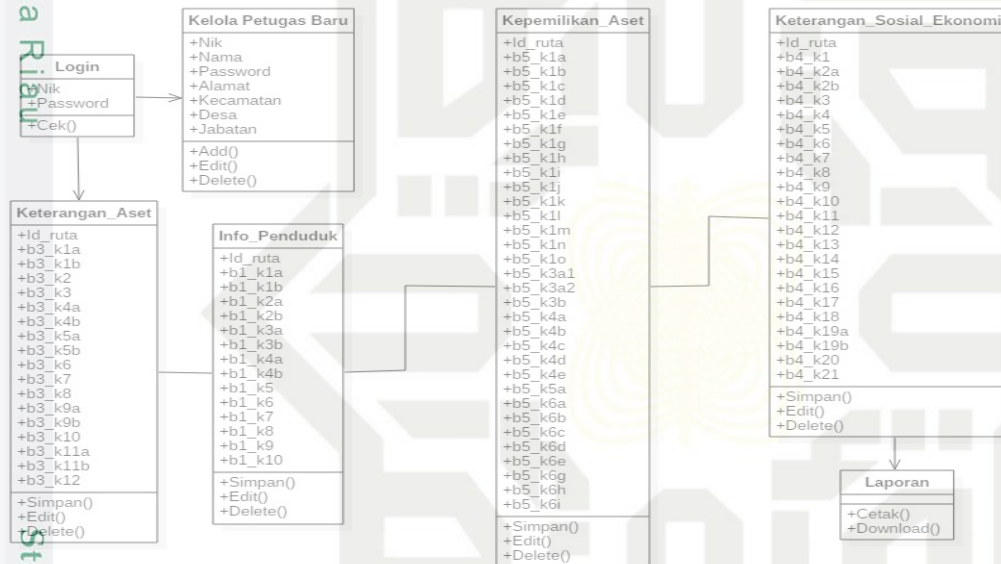 a Riau
Login
+Nik
+Password
+Cek()
Kelola Petugas Baru
+Nik
+Nama
+Password
+Alamat
+Kecamatan
+Desa
+Jabatan
+Add()
+Edit()
+Delete()
Keterangan_Aset
+Id_ruta
+b3_k1a
+b3_k1b
+b3_k2
+b3_k3
+b3_k4a
+b3_k4b
+b3_k5a
+b3_k5b
+b3_k6
+b3_k7
+b3_k8
+b3_k9a
+b3_k9b
+b3_k10
+b3_k11a
+b3_k11b
+b3_k12
+Simpan()
+Edit()
+Delete()
St
Info_Penduduk
+Id_ruta
+b1_k1a
+b1_k1b
+b1_k2a
+b1_k2b
+b1_k3a
+b1_k3b
+b1_k4a
+b1_k4b
+b1_k5
+b1_k6
+b1_k7
+b1_k8
+b1_k9
+b1_k10
+Simpan()
+Edit()
+Delete()
Kepemilikan_Aset
+Id_ruta
+b5_k1a
+b5_k1b
+b5_k1c
+b5_k1d
+b5_k1e
+b5_k1f
+b5_k1g
+b5_k1h
+b5_k1i
+b5_k1j
+b5_k1k
+b5_k1l
+b5_k1m
+b5_k1n
+b5_k1o
+b5_k3a1
+b5_k3a2
+b5_k3b
+b5_k4a
+b5_k4b
+b5_k4c
+b5_k4d
+b5_k4e
+b5_k5a
+b5_k6a
+b5_k6b
+b5_k6c
+b5_k6d
+b5_k6e
+b5_k6g
+b5_k6h
+b5_k6i
+Simpan()
+Edit()
+Delete()
Keterangan_Sosial_Ekonomi
+Id_ruta
+b4_k1
+b4_k2a
+b4_k2b
+b4_k3
+b4_k4
+b4_k5
+b4_k6
+b4_k7
+b4_k8
+b4_k9
+b4_k10
+b4_k11
+b4_k12
+b4_k13
+b4_k14
+b4_k15
+b4_k16
+b4_k17
+b4_k18
+b4_k19a
+b4_k19b
+b4_k20
+b4_k21
+Simpan()
+Edit()
+Delete()
Laporan
+Cetak()
+Download()